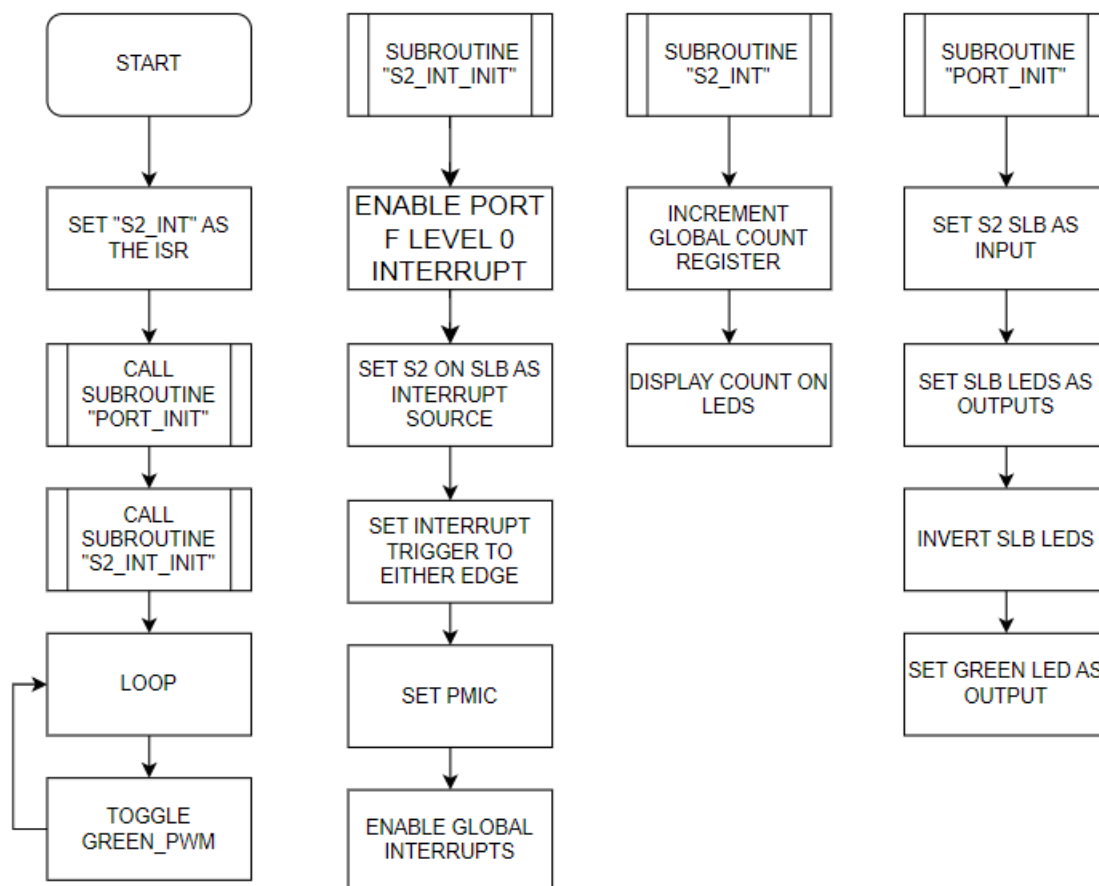 START
SET "S2_INT" AS
THE ISR
CALL
SUBROUTINE
"PORT_INIT"
CALL
SUBROUTINE
"S2_INT_INIT"
LOOP
TOGGLE
GREEN_PWM
SUBROUTINE
"S2_INT_INIT"
ENABLE PORT
F LEVEL 0
INTERRUPT
SET S2 ON SLB AS
INTERRUPT
SOURCE
SET INTERRUPT
TRIGGER TO
EITHER EDGE
SET PMIC
ENABLE GLOBAL
INTERRUPTS
SUBROUTINE
"S2_INT"
INCREMENT
GLOBAL COUNT
REGISTER
DISPLAY COUNT ON
LEDS
SUBROUTINE
"PORT_INIT"
SET S2 SLB AS
INPUT
SET SLB LEDS AS
OUTPUTS
INVERT SLB LEDS
SET GREEN LED AS
OUTPUT